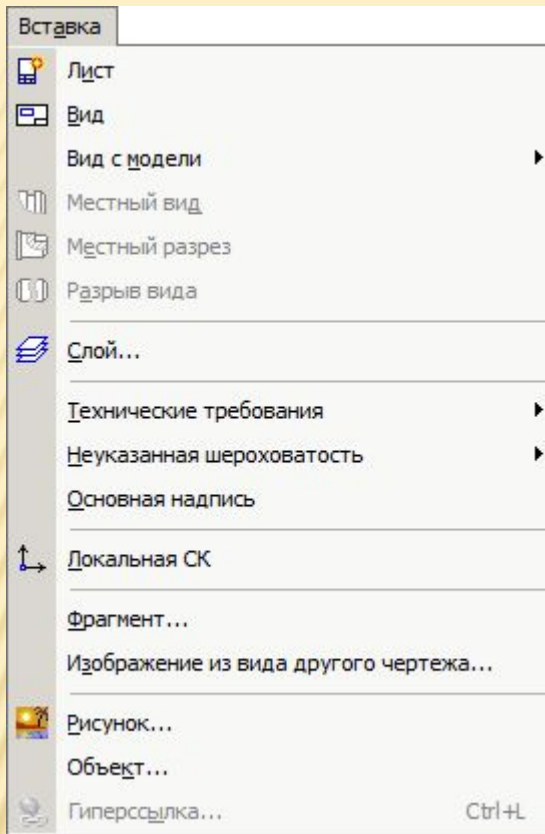 Вставка
Лист
Вид
Вид с модели
Местный вид
Местный разрез
Разрыв вида
Слой...
Технические требования
Неуказанная шероховатость
Основная надпись
Локальная СК
Фрагмент...
Изображение из вида другого чертежа...
Рисунок...
Объект...
Гиперссылка... Ctrl+L